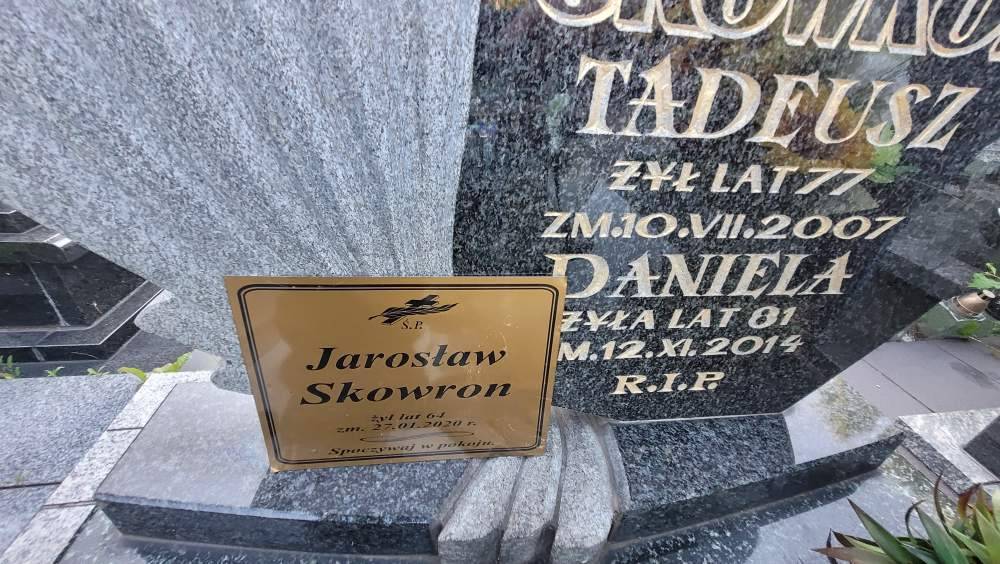 TADEUSZ
ŻYŁ LAT 77
ZM.10.VII.2007
DANIELA
ŻYŁA LAT 81
M.12.XI.2014
R.I.P.
Ś.P.
Jarosław
Skowron
żył lat 64
zm. 27.01.2020 r.
Spoczywaj w pokoju.